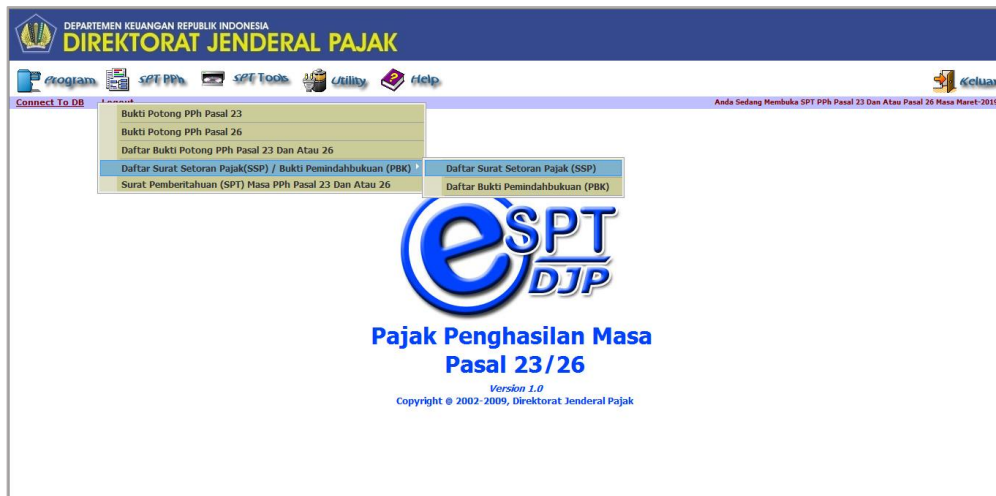 DEPARTEMEN KEUANGAN REPUBLIK INDONESIA
DIREKTORAT JENDERAL PAJAK
Program SPT PPh SPT Tools Utility Help Keluar
Connect To DB Logout Anda Sedang Membuka SPT PPh Pasal 23 Dan Atau Pasal 26 Masa Maret-2019
Bukti Potong PPh Pasal 23
Bukti Potong PPh Pasal 26
Daftar Bukti Potong PPh Pasal 23 Dan Atau 26
Daftar Surat Setoran Pajak(SSP) / Bukti Pemindahbukuan (PBK) Daftar Surat Setoran Pajak (SSP)
Surat Pemberitahuan (SPT) Masa PPh Pasal 23 Dan Atau 26 Daftar Bukti Pemindahbukuan (PBK)
eSPT
DJP
Pajak Penghasilan Masa
Pasal 23/26
Version 1.0
Copyright @ 2002-2009, Direktorat Jenderal Pajak